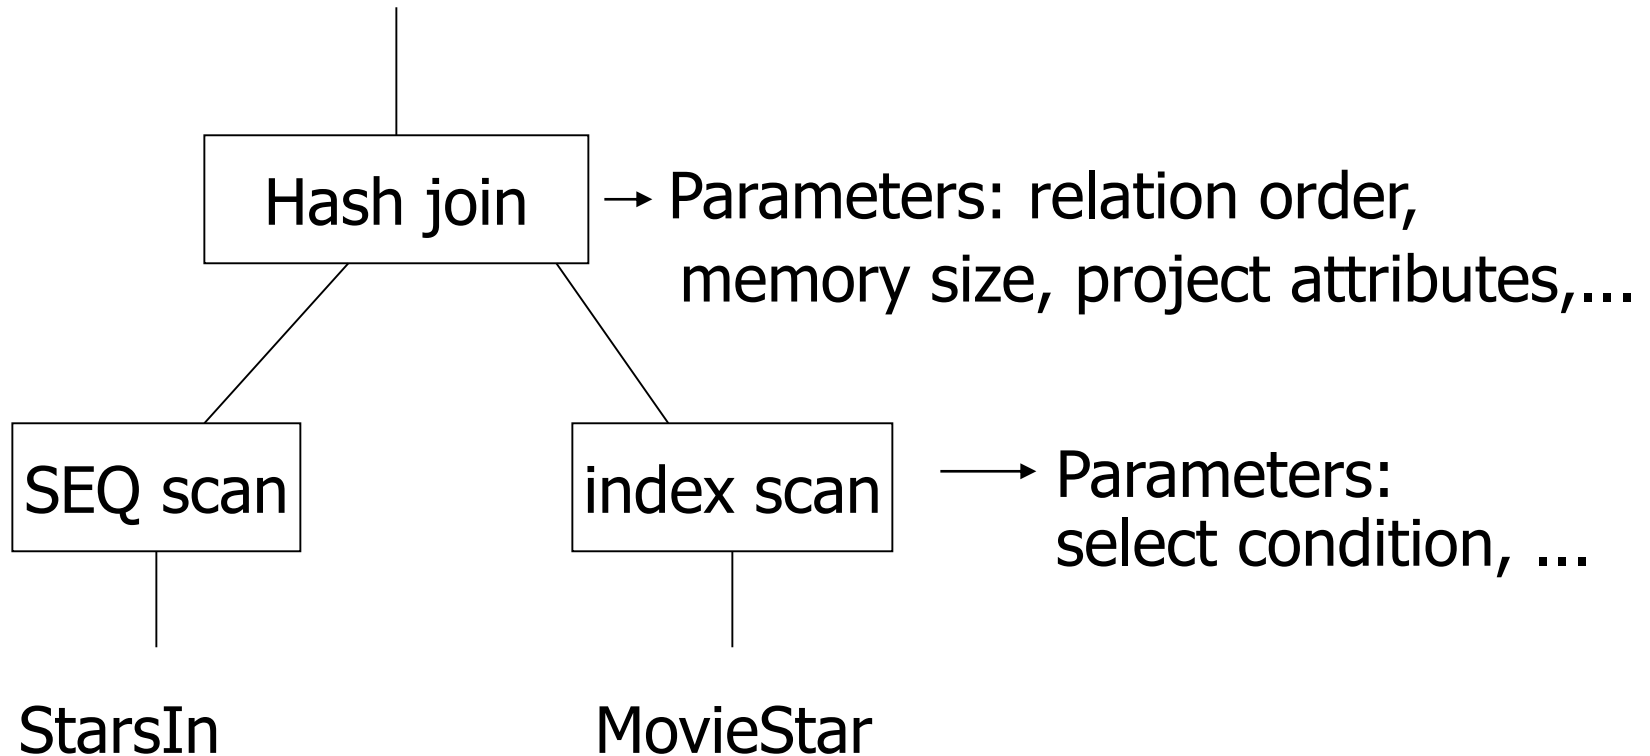 Hash join
Parameters: relation order,
memory size, project attributes,...
SEQ scan
index scan
Parameters:
select condition, ...
StarsIn
MovieStar